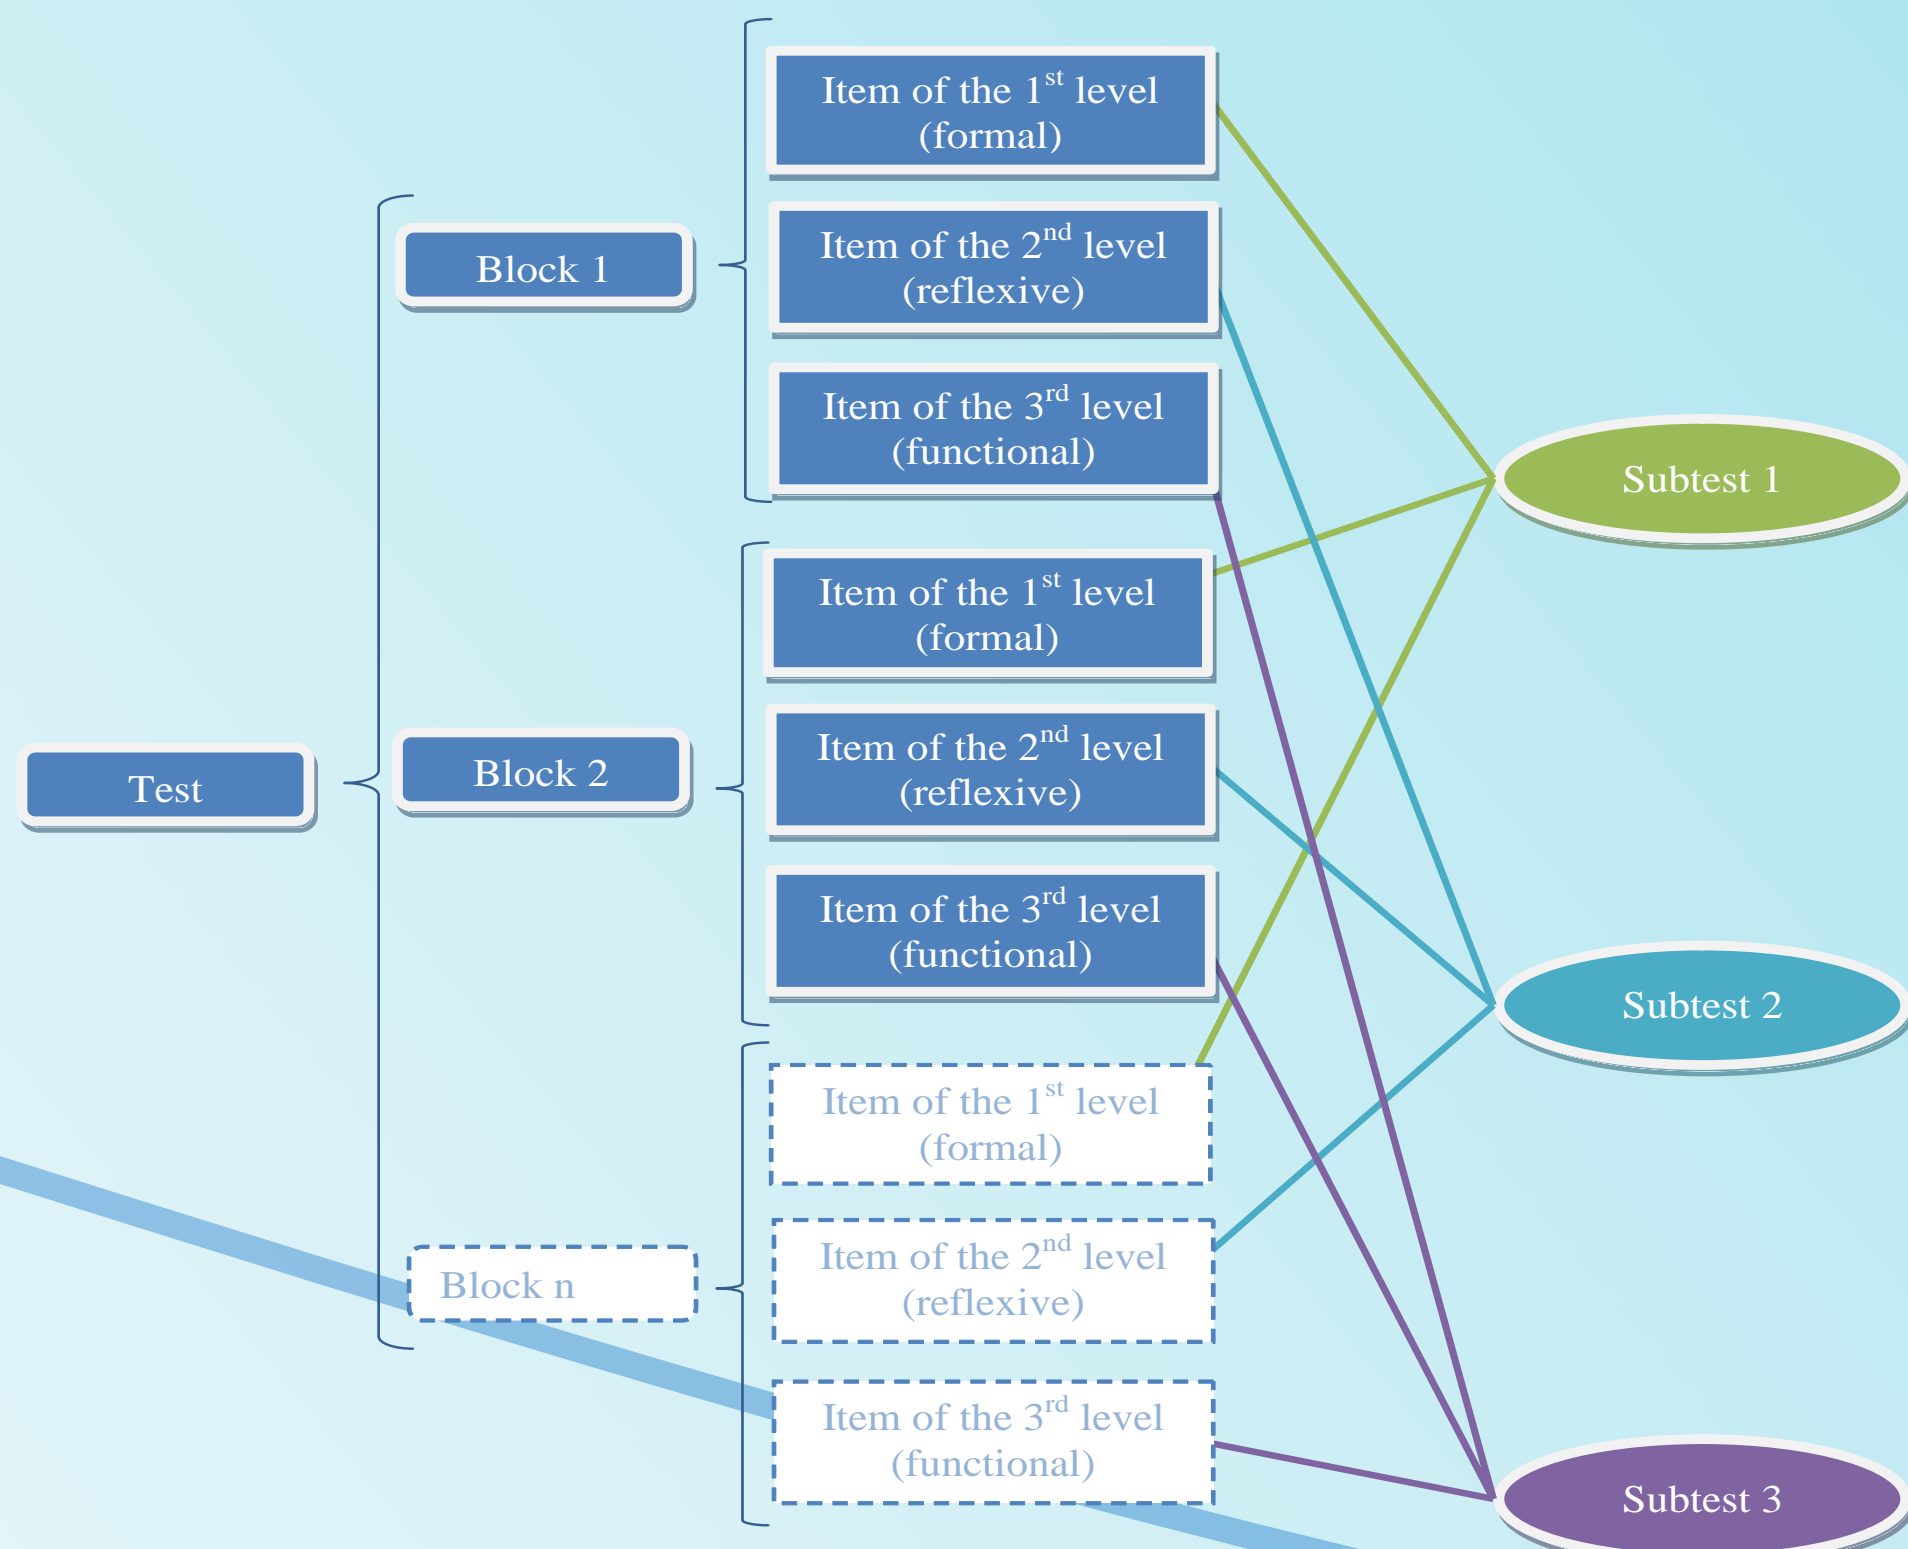 Item of the 1st level
(formal)
Item of the 2nd level
(reflexive)
Block 1
Item of the 3rd level
(functional)
Subtest 1
Item of the 1st level
(formal)
Item of the 2nd level
(reflexive)
Block 2
Test
Item of the 3rd level
(functional)
Subtest 2
Item of the 1st level
(formal)
Item of the 2nd level
(reflexive)
Block n
Item of the 3rd level
(functional)
Subtest 3